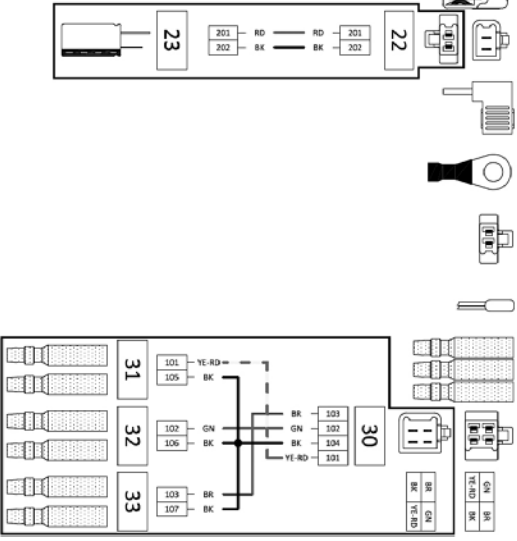 23
201 RD RD 201
202 BK BK 202
22
31
101 YE-RD
105 BK
32
102 GN
106 BK
33
103 BR
107 BK
BR 103
GN 102
BK 104
YE-RD 101
30
BR GN
BK YE-RD
GN BR
YE-RD BK